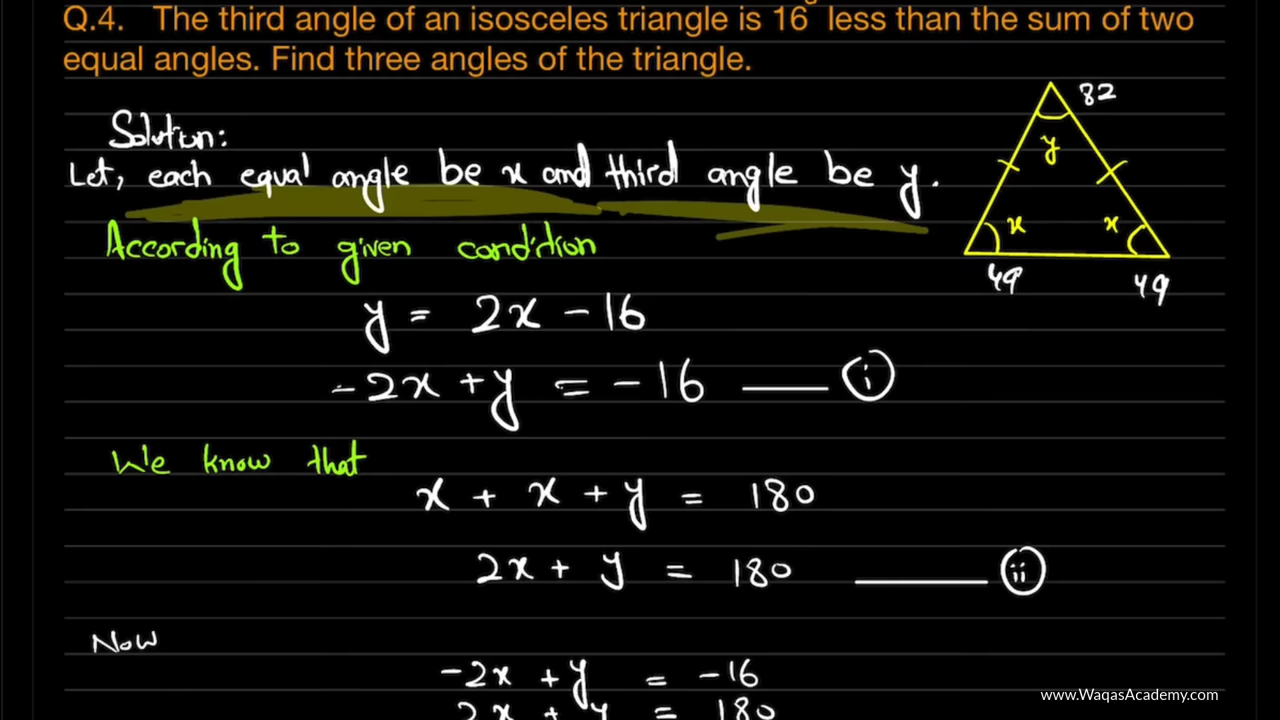 Q.4. The third angle of an isosceles triangle is 16° less than the sum of two
equal angles. Find three angles of the triangle.
Solution:
Let, each equal angle be x and third angle be y.
82
y
x x
49 49
According to given condition
y = 2x - 16
-2x + y = -16 —— (i)
We know that
x + x + y = 180
2x + y = 180 —— (ii)
Now
-2x + y = -16
2x + y = 180
www.WaqasAcademy.com